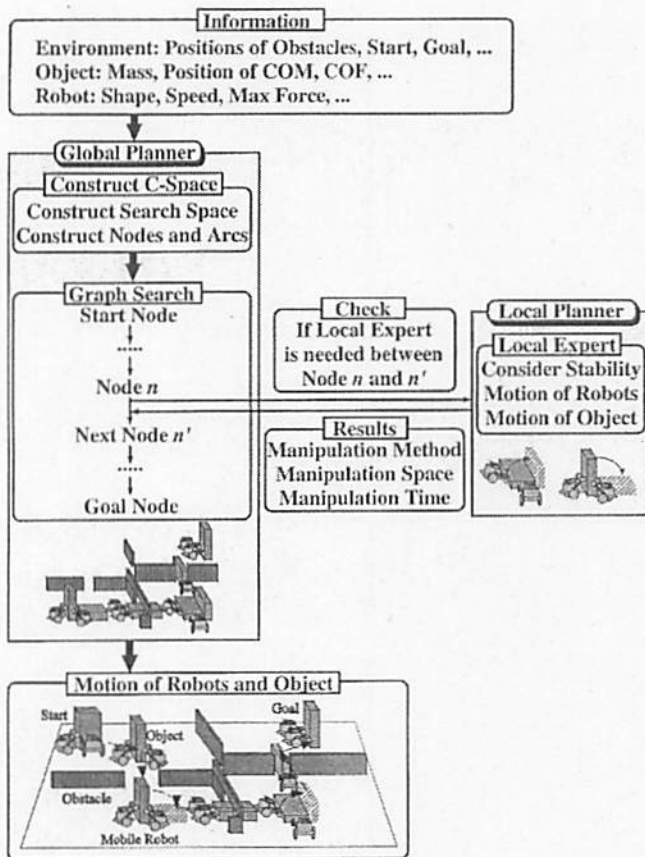 Information
Environment: Positions of Obstacles, Start, Goal, ...
Object: Mass, Position of COM, COF, ...
Robot: Shape, Speed, Max Force, ...
Global Planner
Construct C-Space
Construct Search Space
Construct Nodes and Arcs
Graph Search
Start Node
.....
Node n
Next Node n'
.....
Goal Node
Check
If Local Expert
is needed between
Node n and n'
Results
Manipulation Method
Manipulation Space
Manipulation Time
Local Planner
Local Expert
Consider Stability
Motion of Robots
Motion of Object
Motion of Robots and Object
Start
Object
Goal
Obstacle
Mobile Robot